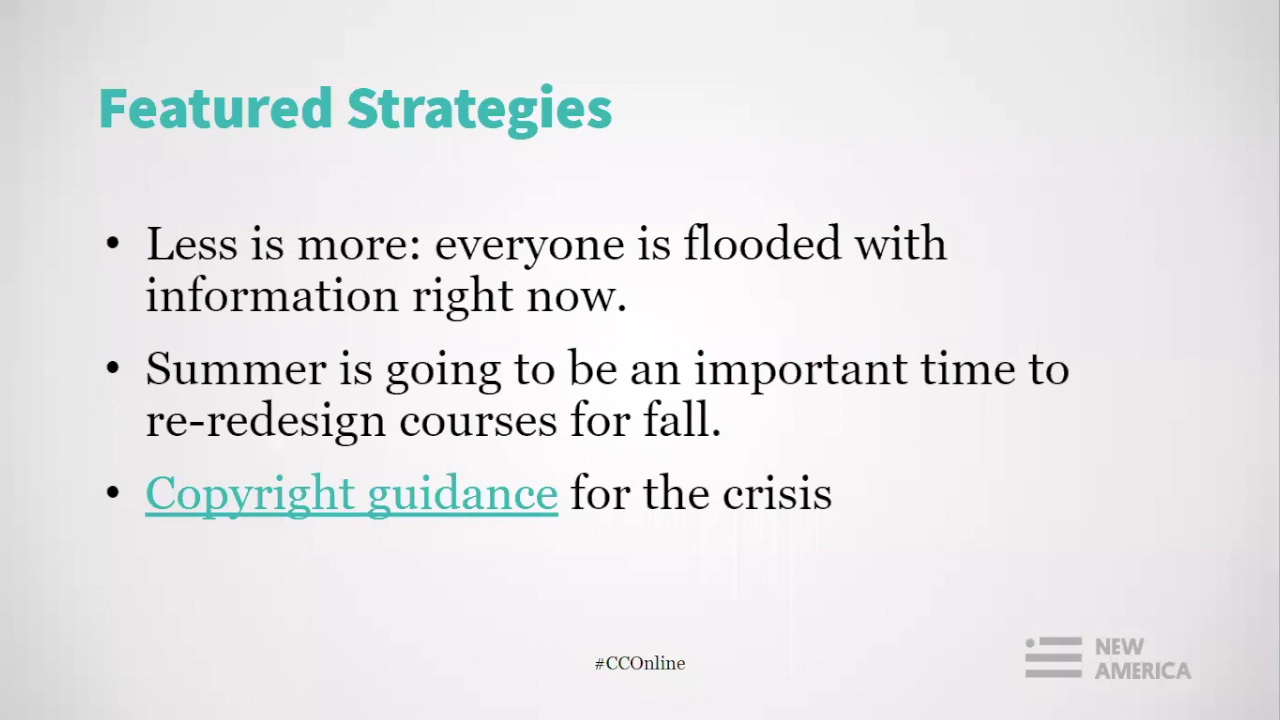 Featured Strategies
• Less is more: everyone is flooded with
information right now.
• Summer is going to be an important time to
re-redesign courses for fall.
• Copyright guidance for the crisis
#CCOnline
NEW
AMERICA